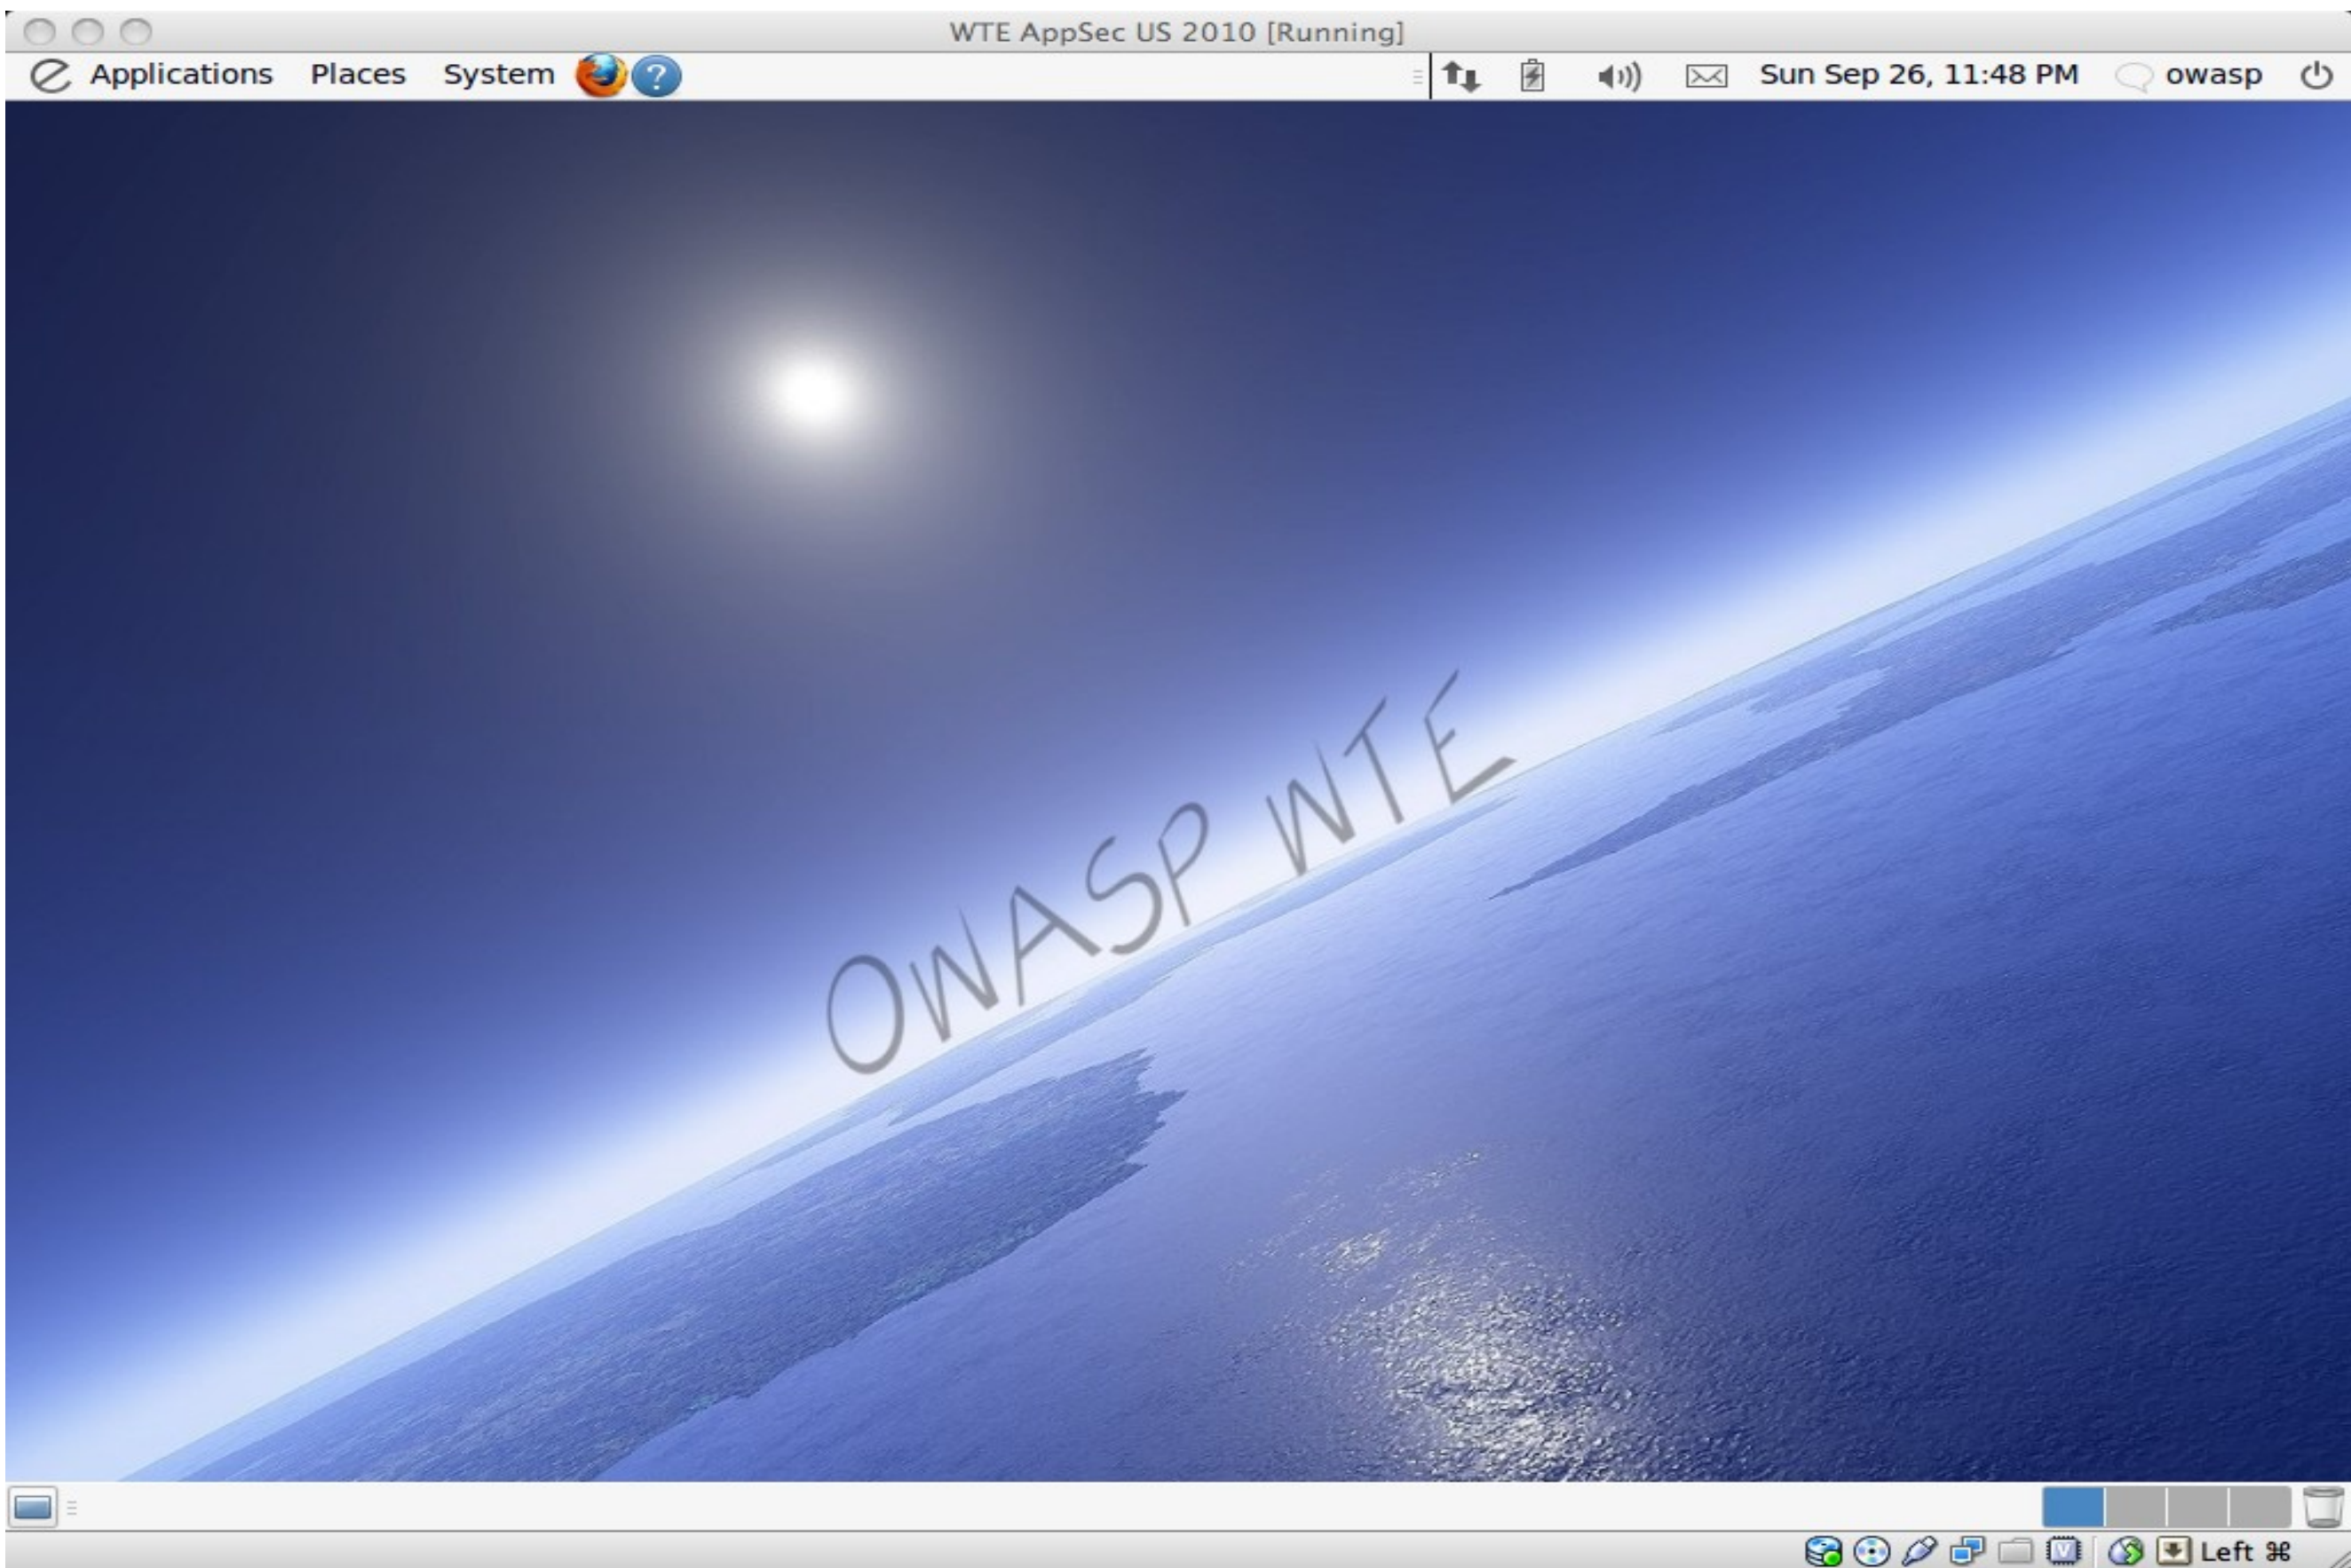 WTE AppSec US 2010 [Running]
Applications Places System Sun Sep 26, 11:48 PM owasp
OWASP WTE
Left ⌘